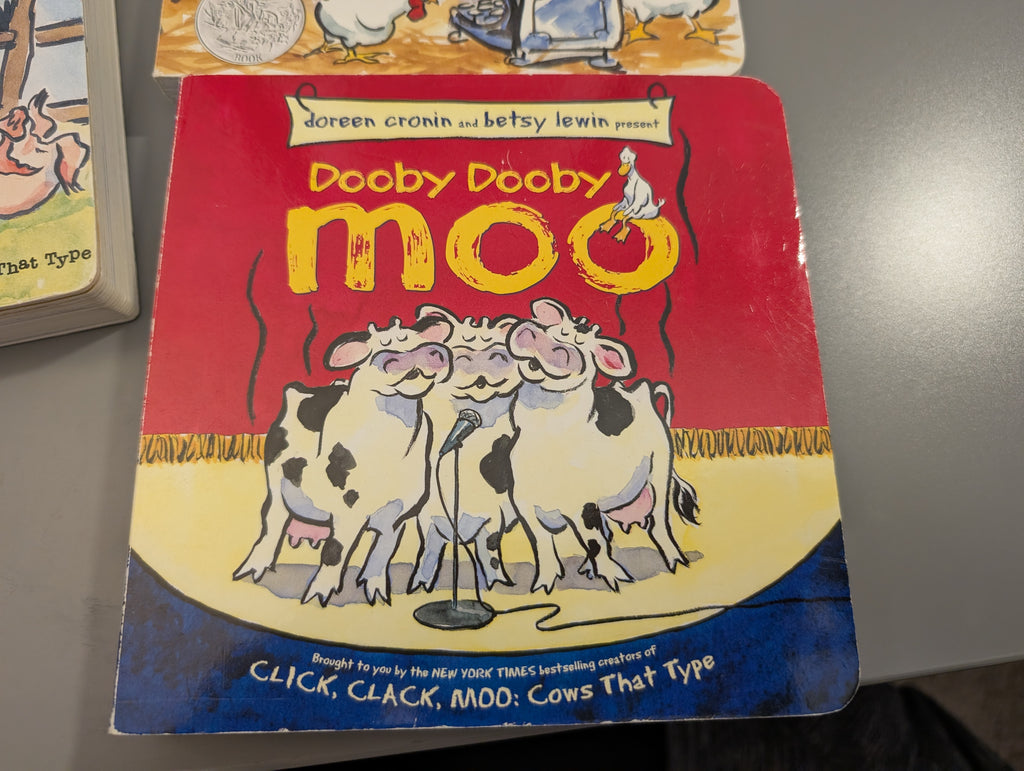 BOOK
That Type
doreen cronin and betsy lewin present
Dooby Dooby
moo
Brought to you by the NEW YORK TIMES bestselling creators of
CLICK, CLACK, MOO: Cows That Type